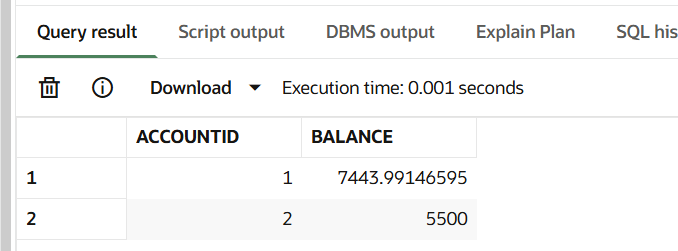 Query result Script output DBMS output Explain Plan SQL his
Download Execution time: 0.001 seconds
ACCOUNTID BALANCE
1 1 7443.99146595
2 2 5500